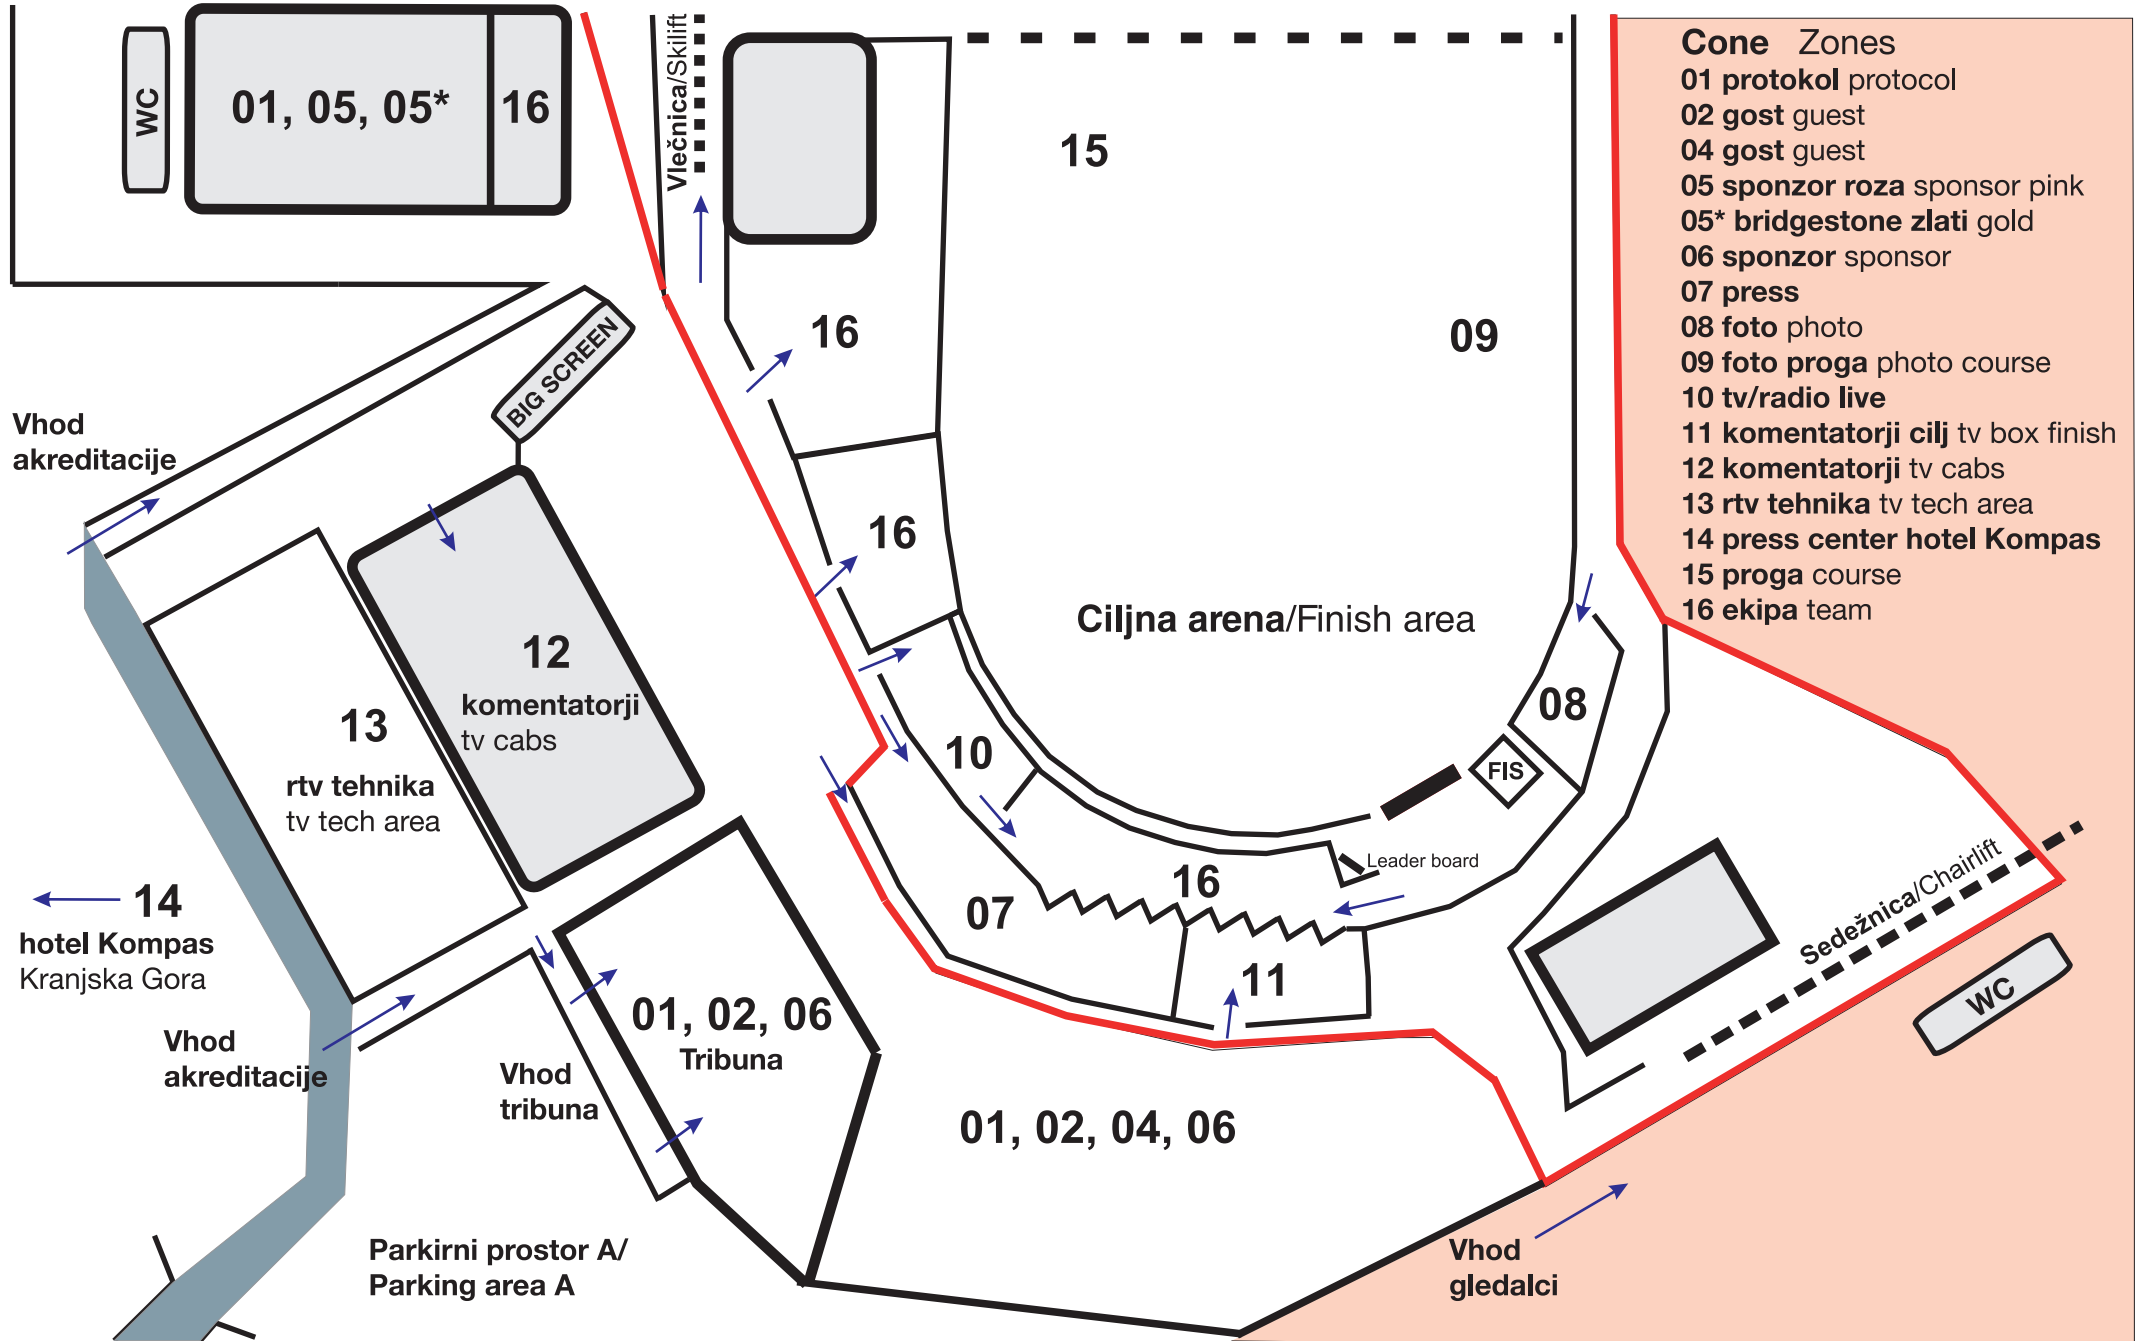 WC
01, 05, 05*
16
Vlečnica/Skilift
15
Cone Zones
01 protokol protocol
02 gost guest
04 gost guest
05 sponzor roza sponsor pink
05* bridgestone zlati gold
06 sponzor sponsor
07 press
08 foto photo
09 foto proga photo course
10 tv/radio live
11 komentatorji cilj tv box finish
12 komentatorji tv cabs
13 rtv tehnika tv tech area
14 press center hotel Kompas
15 proga course
16 ekipa team
16
09
BIG SCREEN
Vhod
akreditacije
16
Ciljna arena/Finish area
12
komentatorji
tv cabs
13
rtv tehnika
tv tech area
10
08
FIS
Leader board
16
07
11
14
hotel Kompas
Kranjska Gora
Sedežnica/Chairlift
WC
Vhod
akreditacije
01, 02, 06
Tribuna
Vhod
tribuna
01, 02, 04, 06
Parkirni prostor A/
Parking area A
Vhod
gledalci